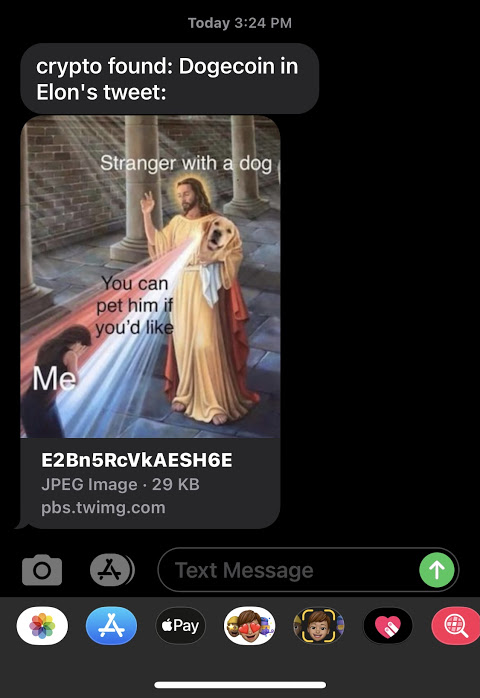 Today 3:24 PM
crypto found: Dogecoin in
Elon's tweet:
Stranger with a dog
You can
pet him if
you'd like
Me
E2Bn5RcVkAESH6E
JPEG Image · 29 KB
pbs.twimg.com
Text Message
Pay